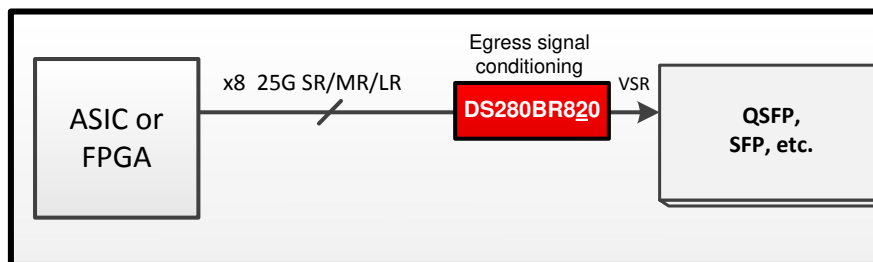 Egress signal
conditioning
x8 25G SR/MR/LR
VSR
ASIC or
FPGA
DS280BR820
QSFP,
SFP, etc.